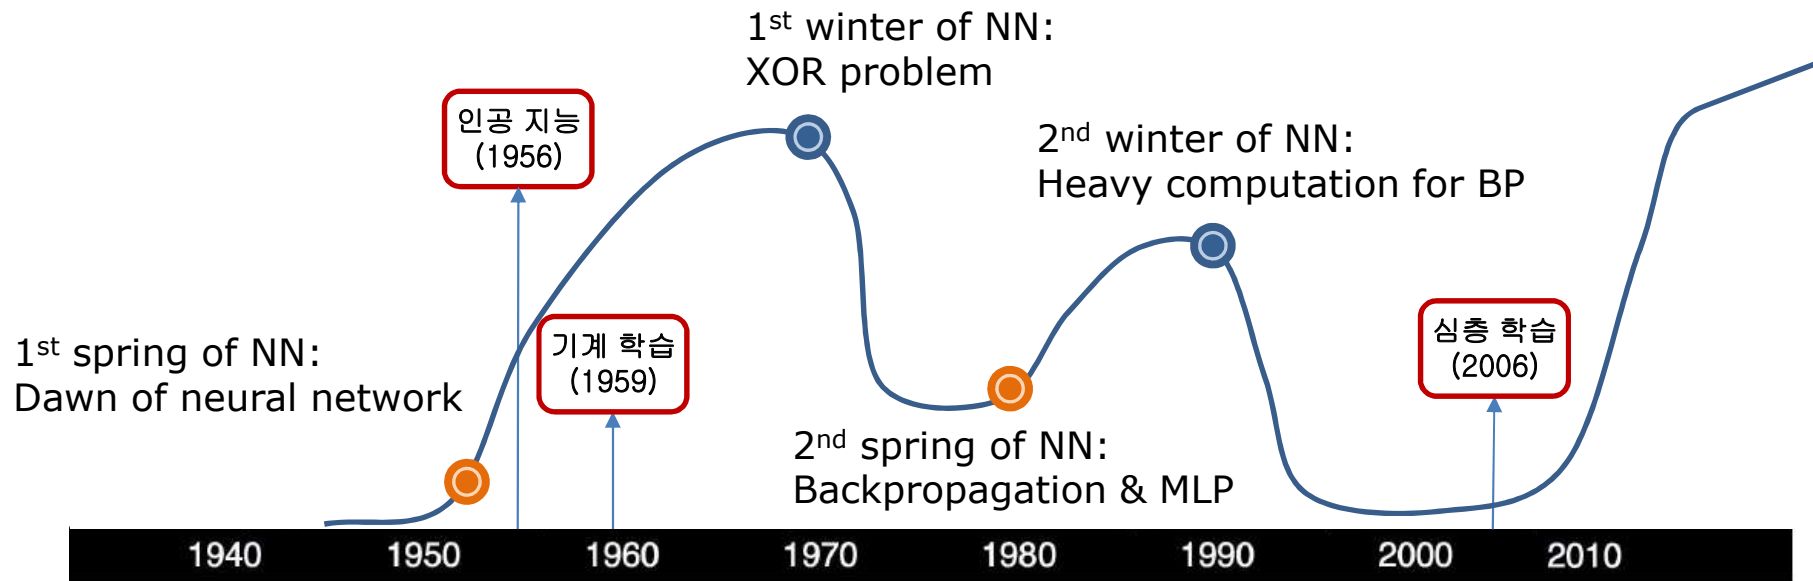 1st winter of NN:
XOR problem
인공 지능
(1956)
2nd winter of NN:
Heavy computation for BP
1st spring of NN:
Dawn of neural network
기계 학습
(1959)
심층 학습
(2006)
2nd spring of NN:
Backpropagation & MLP
1940 1950 1960 1970 1980 1990 2000 2010